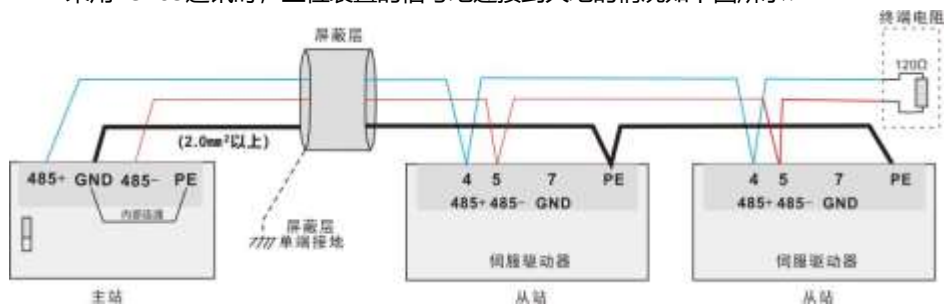 终端电阻
屏蔽层
120Ω
(2.0mm²以上)
485+ GND 485- PE
内部连通
4 5 7 PE
485+ 485- GND
4 5 7 PE
485+ 485- GND
屏蔽层
单端接地
伺服驱动器
伺服驱动器
主站
从站
从站